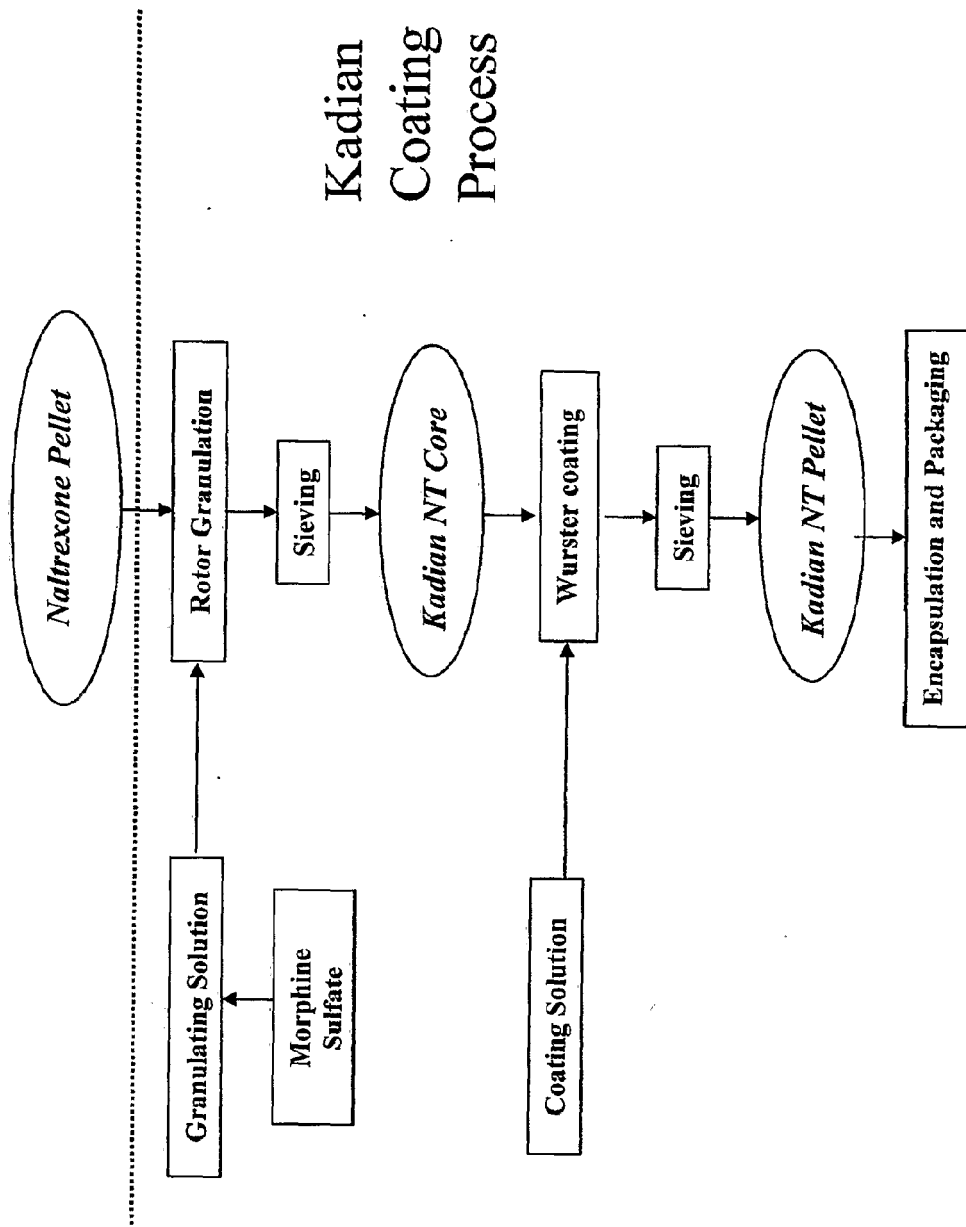 Naltrexone Pellet
Rotor Granulation
Granulating Solution
Morphine
Sulfate
Sieving
Kadian NT Core
Wurster coating
Coating Solution
Sieving
Kadian NT Pellet
Encapsulation and Packaging
Kadian
Coating
Process